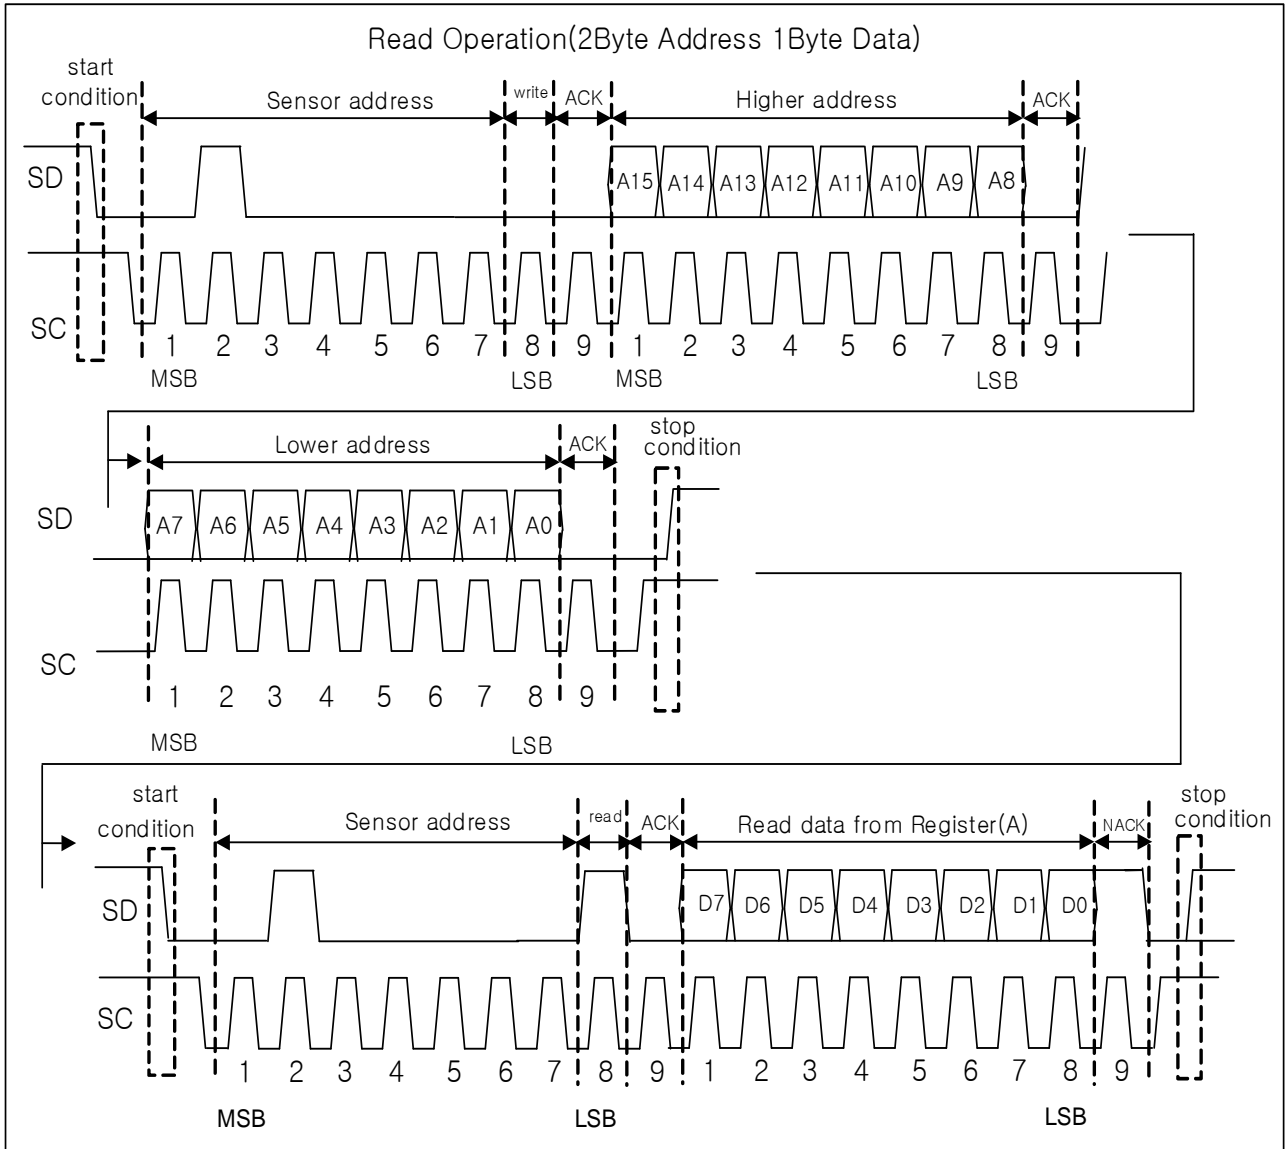 Read Operation(2Byte Address 1Byte Data)
start
condition
Sensor address
write
ACK
Higher address
ACK
SD
A15 A14 A13 A12 A11 A10 A9 A8
SC
1 2 3 4 5 6 7 8 9 1 2 3 4 5 6 7 8 9
MSB LSB MSB LSB
Lower address
ACK
stop
condition
SD
A7 A6 A5 A4 A3 A2 A1 A0
SC
1 2 3 4 5 6 7 8 9
MSB LSB
start
condition
Sensor address
read
ACK
Read data from Register(A)
NACK
stop
condition
SD
D7 D6 D5 D4 D3 D2 D1 D0
SC
1 2 3 4 5 6 7 8 9 1 2 3 4 5 6 7 8 9
MSB LSB LSB